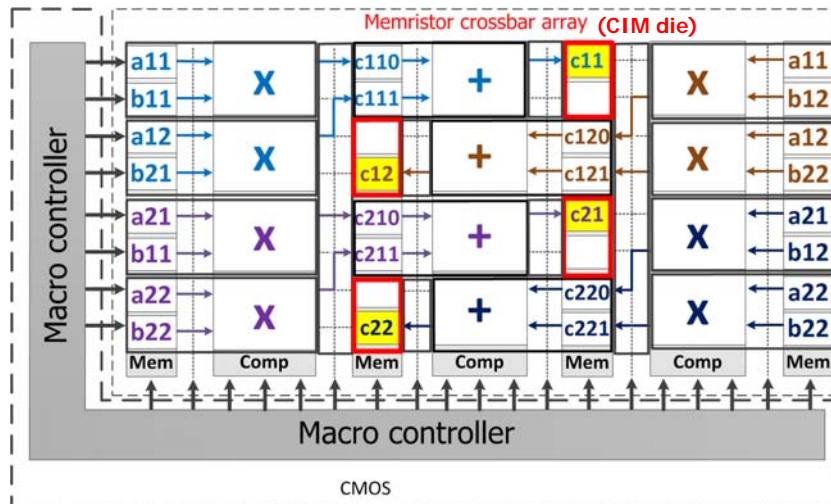 Memristor crossbar array (CIM die)
a11 c110 c11 a11
X + X
b11 c111 b12
a12 c120 a12
X + X
b21 c12 c121 b22
a21 c210 c21 a21
X + X
b11 c211 b12
a22 c220 a22
X + X
b22 c22 c221 b22
Mem Comp Mem Comp Mem Comp Mem
Macro controller
Macro controller
CMOS